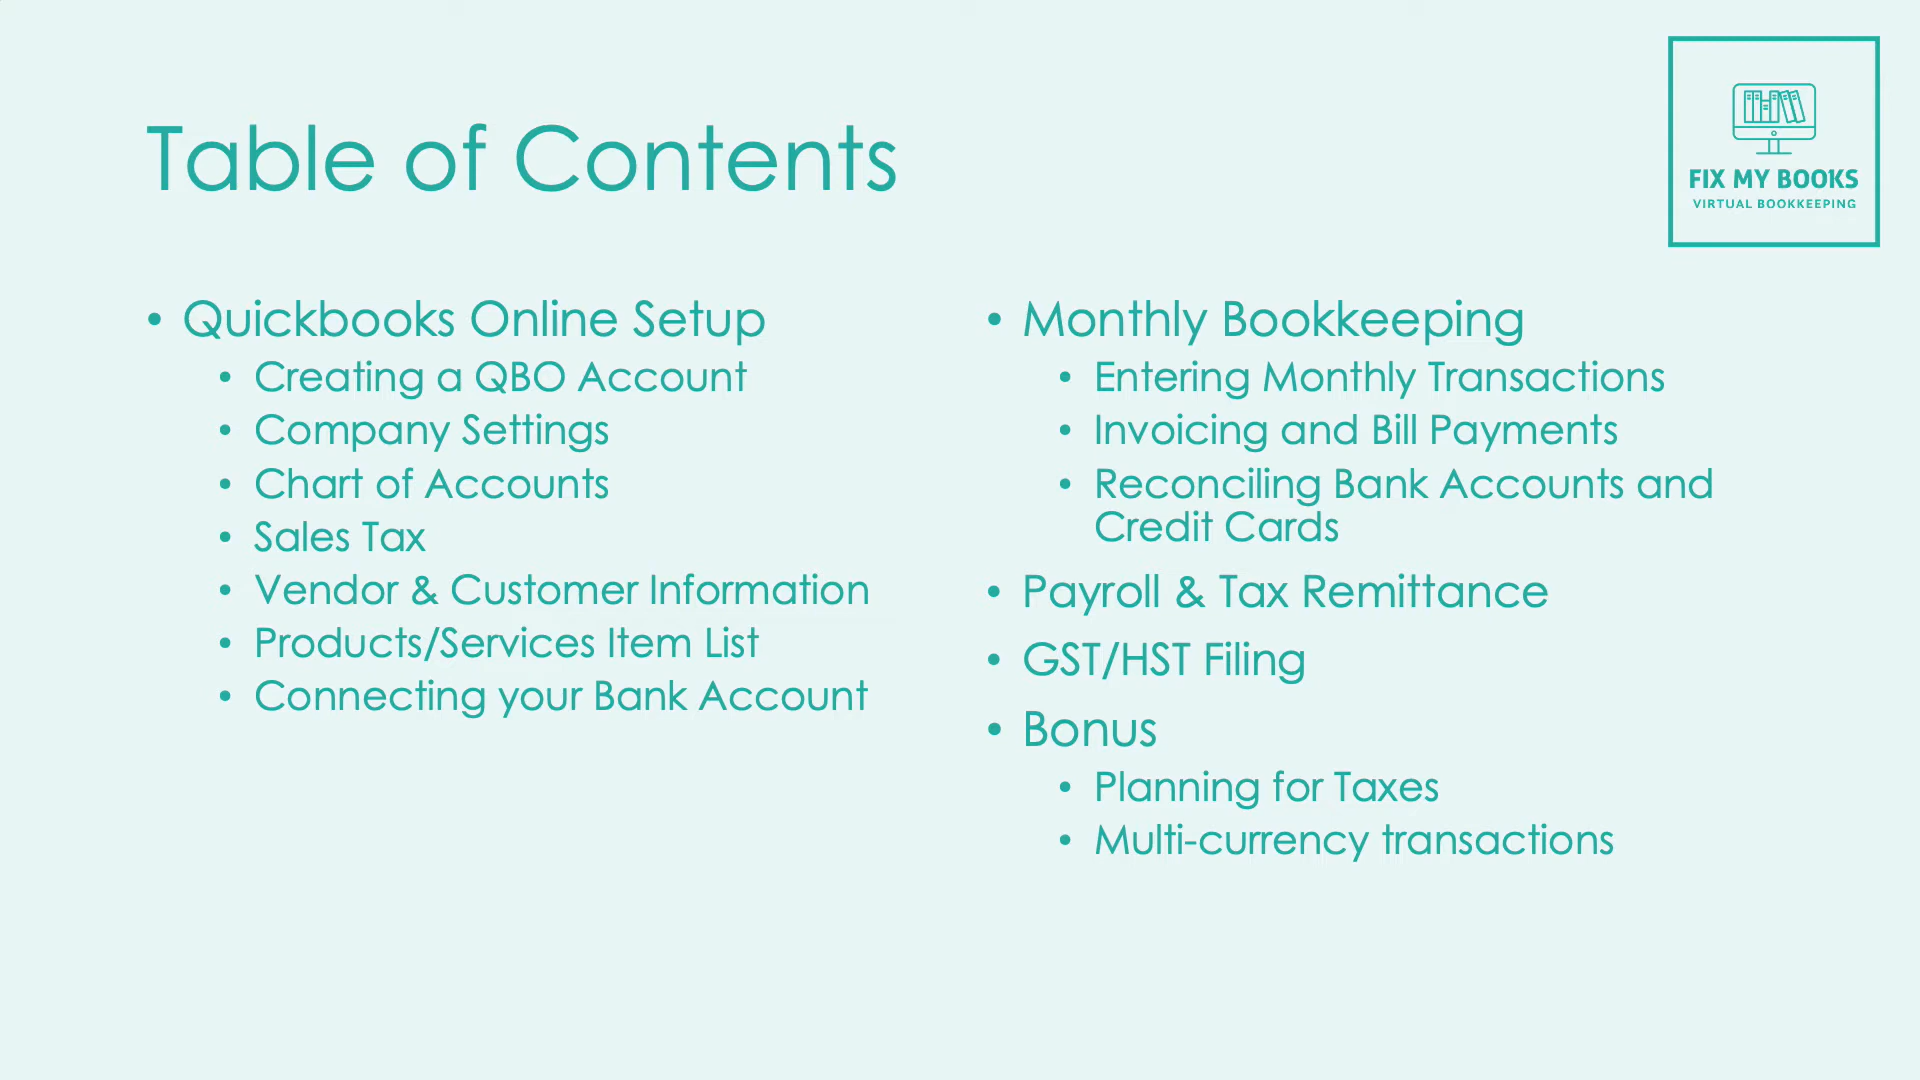 Table of Contents
FIX MY BOOKS
VIRTUAL BOOKKEEPING
• Quickbooks Online Setup
• Creating a QBO Account
• Company Settings
• Chart of Accounts
• Sales Tax
• Vendor & Customer Information
• Products/Services Item List
• Connecting your Bank Account
• Monthly Bookkeeping
• Entering Monthly Transactions
• Invoicing and Bill Payments
• Reconciling Bank Accounts and
Credit Cards
• Payroll & Tax Remittance
• GST/HST Filing
• Bonus
• Planning for Taxes
• Multi-currency transactions